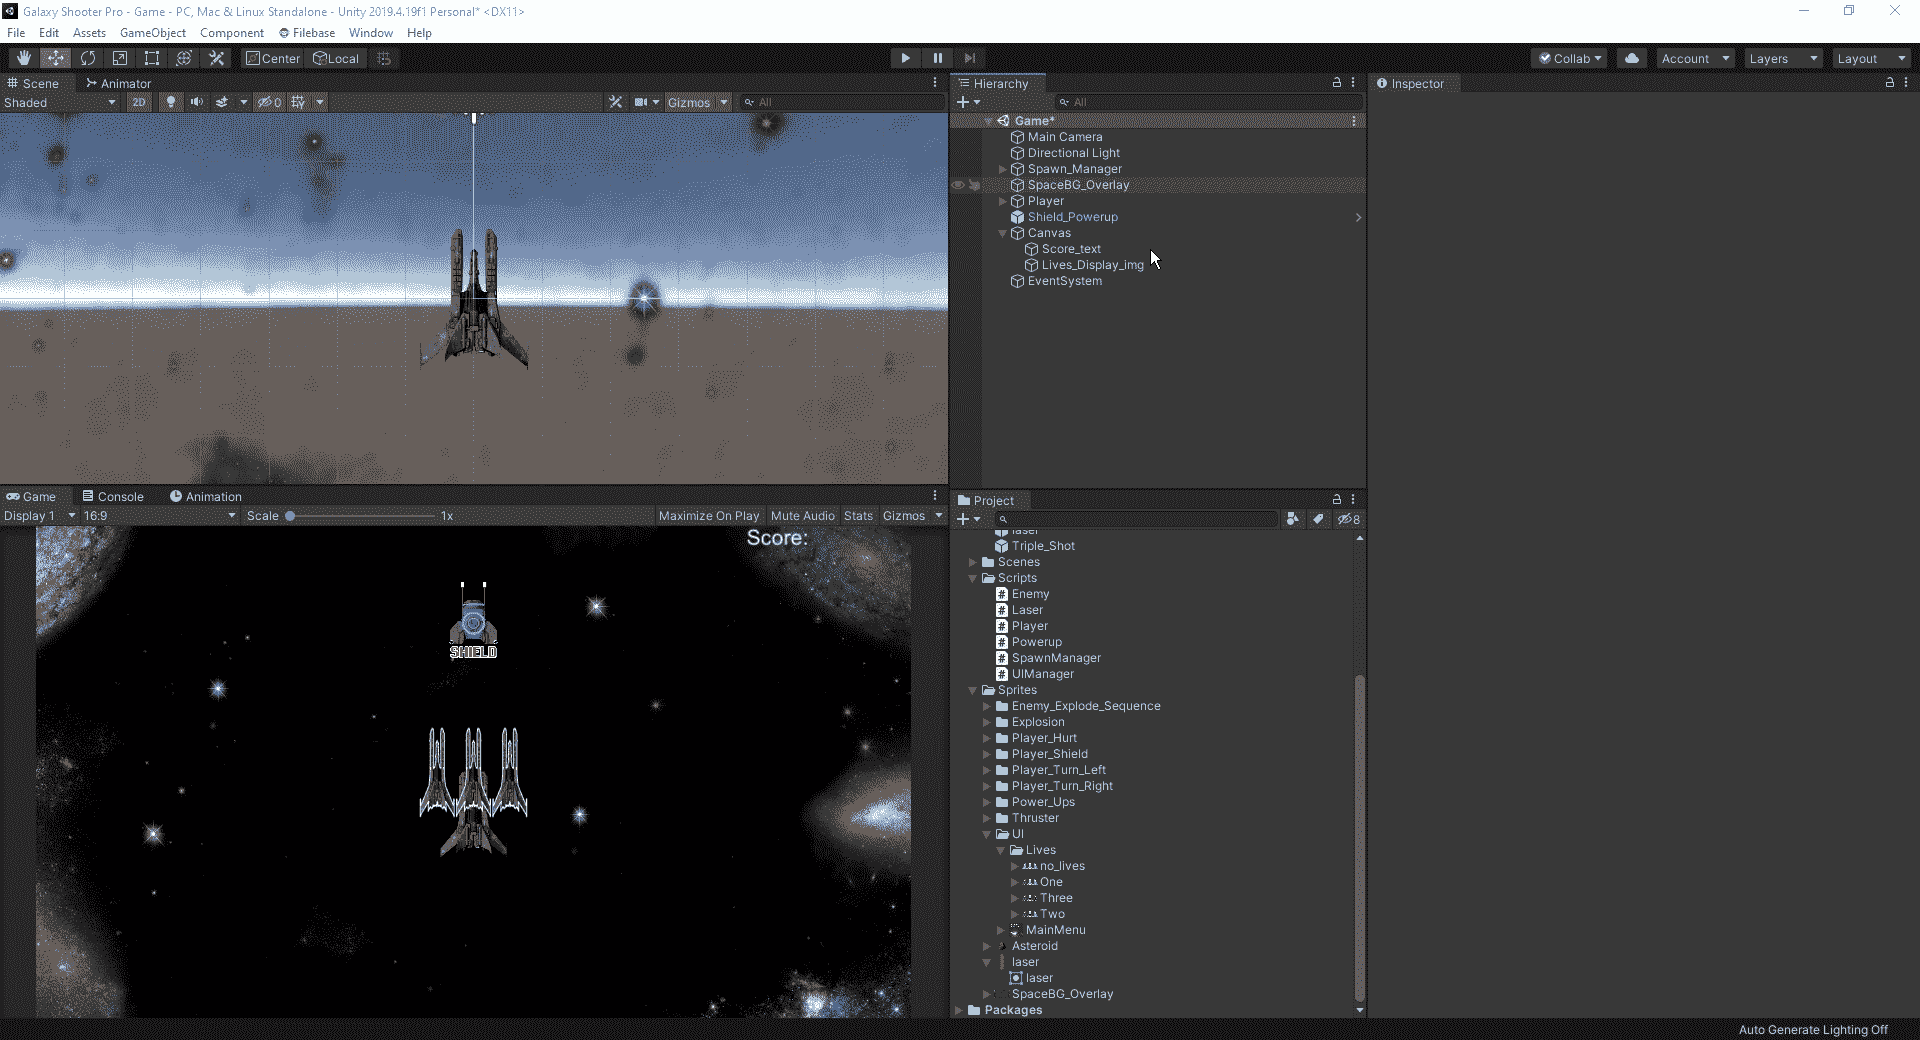 Galaxy Shooter Pro - Game - PC, Mac & Linux Standalone - Unity 2019.4.19f1 Personal* <DX11>
File Edit Assets GameObject Component Filebase Window Help
Center Local Collab Account Layers Layout
Scene Animator
Shaded 2D 0 Gizmos All
Hierarchy
All
Game*
Main Camera
Directional Light
Spawn_Manager
SpaceBG_Overlay
Player
Shield_Powerup
Canvas
Score_text
Lives_Display_img
EventSystem
Inspector
Game Console Animation
Display 1 16:9 Scale 1x Maximize On Play Mute Audio Stats Gizmos
Score:
SHIELD
Project
8
laser
Triple_Shot
Scenes
Scripts
Enemy
Laser
Player
Powerup
SpawnManager
UIManager
Sprites
Enemy_Explode_Sequence
Explosion
Player_Hurt
Player_Shield
Player_Turn_Left
Player_Turn_Right
Power_Ups
Thruster
UI
Lives
no_lives
One
Three
Two
MainMenu
Asteroid
laser
laser
SpaceBG_Overlay
Packages
Auto Generate Lighting Off